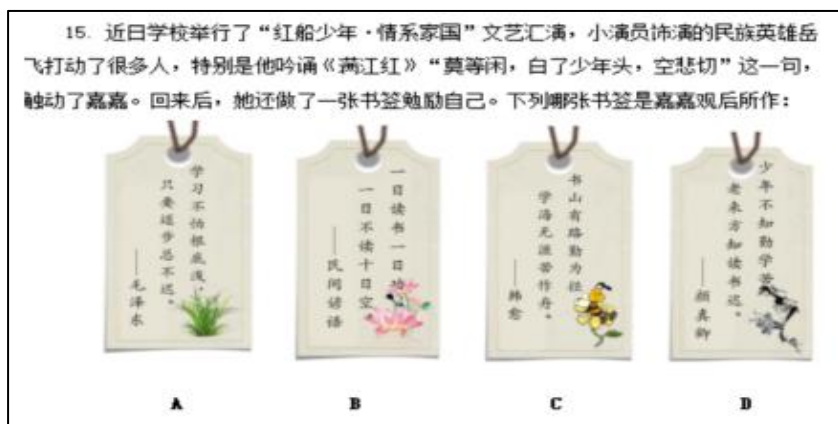 15. 近日学校举行了“红船少年·情系家国”文艺汇演，小演员饰演的民族英雄岳
飞打动了很多人，特别是他吟诵《满江红》“莫等闲，白了少年头，空悲切”这一句，
触动了嘉嘉。回来后，她还做了一张书签勉励自己。下列哪张书签是嘉嘉观后所作：
学习不怕根底浅，
只要进步总不迟。
——毛泽东
一日读书一日功，
一日不读十日空。
——民间谚语
书山有路勤为径
学海无涯苦作舟。
——韩愈
少年不知勤学苦
老来方知读书迟。
——颜真卿
A B C D